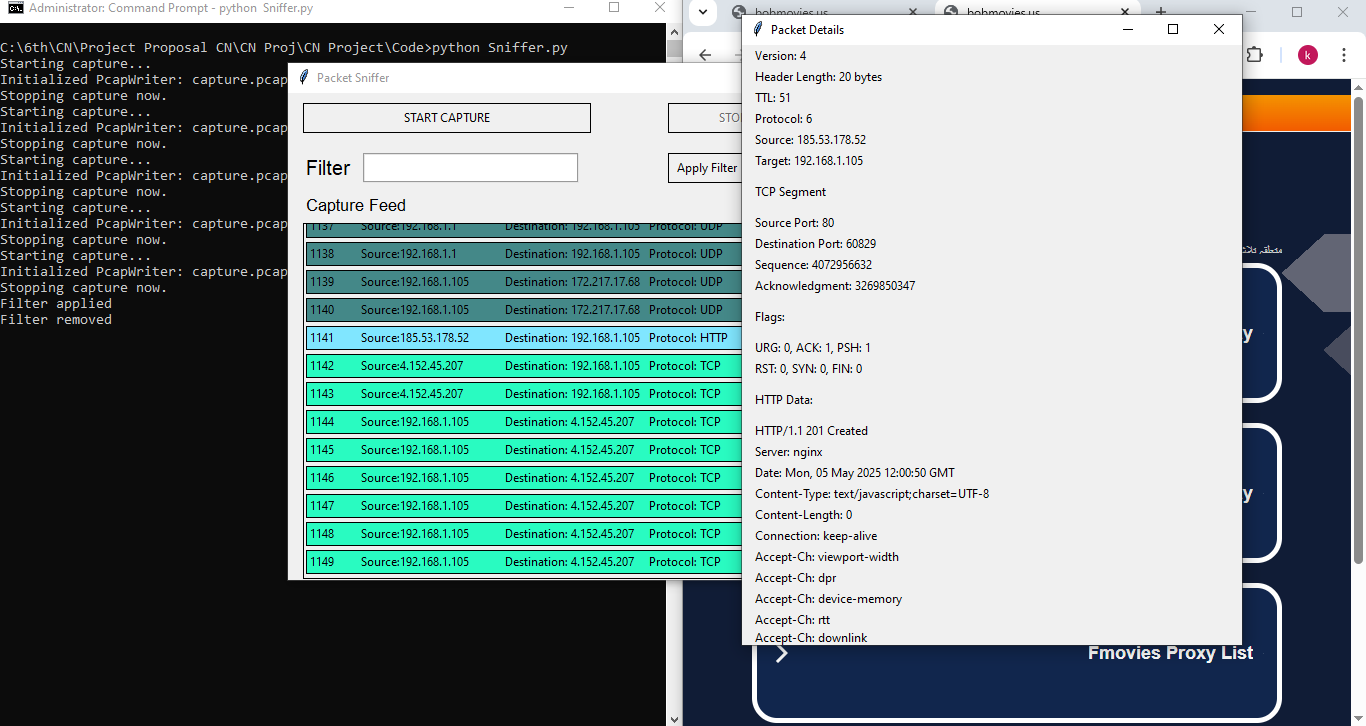 Administrator: Command Prompt - python Sniffer.py
C:\6th\CN\Project Proposal CN\CN Proj\CN Project\Code>python Sniffer.py
Starting capture...
Initialized PcapWriter: capture.pcap
Stopping capture now.
Starting capture...
Initialized PcapWriter: capture.pcap
Stopping capture now.
Starting capture...
Initialized PcapWriter: capture.pcap
Stopping capture now.
Starting capture...
Initialized PcapWriter: capture.pcap
Stopping capture now.
Starting capture...
Initialized PcapWriter: capture.pcap
Stopping capture now.
Filter applied
Filter removed
Packet Sniffer
START CAPTURE
STO
Filter
Apply Filter
Capture Feed
1137 Source:192.168.1.1 Destination: 192.168.1.105 Protocol: UDP
1138 Source:192.168.1.1 Destination: 192.168.1.105 Protocol: UDP
1139 Source:192.168.1.105 Destination: 172.217.17.68 Protocol: UDP
1140 Source:192.168.1.105 Destination: 172.217.17.68 Protocol: UDP
1141 Source:185.53.178.52 Destination: 192.168.1.105 Protocol: HTTP
1142 Source:4.152.45.207 Destination: 192.168.1.105 Protocol: TCP
1143 Source:4.152.45.207 Destination: 192.168.1.105 Protocol: TCP
1144 Source:192.168.1.105 Destination: 4.152.45.207 Protocol: TCP
1145 Source:192.168.1.105 Destination: 4.152.45.207 Protocol: TCP
1146 Source:192.168.1.105 Destination: 4.152.45.207 Protocol: TCP
1147 Source:192.168.1.105 Destination: 4.152.45.207 Protocol: TCP
1148 Source:192.168.1.105 Destination: 4.152.45.207 Protocol: TCP
1149 Source:192.168.1.105 Destination: 4.152.45.207 Protocol: TCP
bobmovies.us
bobmovies.us
k
Packet Details
Version: 4
Header Length: 20 bytes
TTL: 51
Protocol: 6
Source: 185.53.178.52
Target: 192.168.1.105
TCP Segment
Source Port: 80
Destination Port: 60829
Sequence: 4072956632
Acknowledgment: 3269850347
Flags:
URG: 0, ACK: 1, PSH: 1
RST: 0, SYN: 0, FIN: 0
HTTP Data:
HTTP/1.1 201 Created
Server: nginx
Date: Mon, 05 May 2025 12:00:50 GMT
Content-Type: text/javascript;charset=UTF-8
Content-Length: 0
Connection: keep-alive
Accept-Ch: viewport-width
Accept-Ch: dpr
Accept-Ch: device-memory
Accept-Ch: rtt
Accept-Ch: downlink
y
y
Fmovies Proxy List